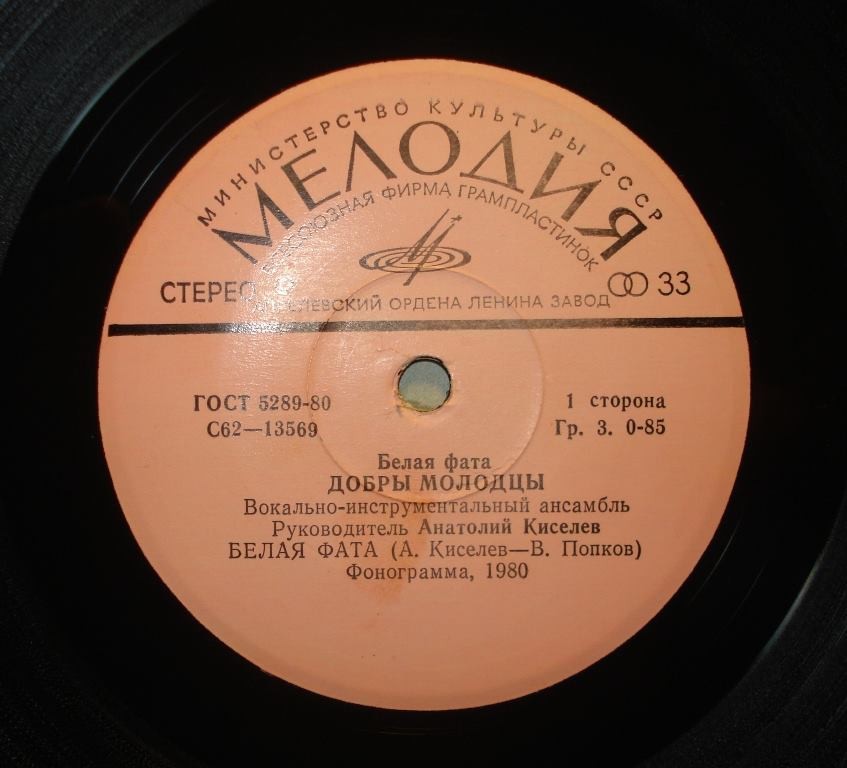 МИНИСТЕРСТВО КУЛЬТУРЫ СССР
МЕЛОДИЯ
ВСЕСОЮЗНАЯ ФИРМА ГРАМПЛАСТИНОК
СТЕРЕО 33
АПРЕЛЕВСКИЙ ОРДЕНА ЛЕНИНА ЗАВОД
ГОСТ 5289-80 1 сторона
С62—13569 Гр. 3. 0-85
Белая фата
ДОБРЫ МОЛОДЦЫ
Вокально-инструментальный ансамбль
Руководитель Анатолий Киселев
БЕЛАЯ ФАТА (А. Киселев—В. Попков)
Фонограмма, 1980